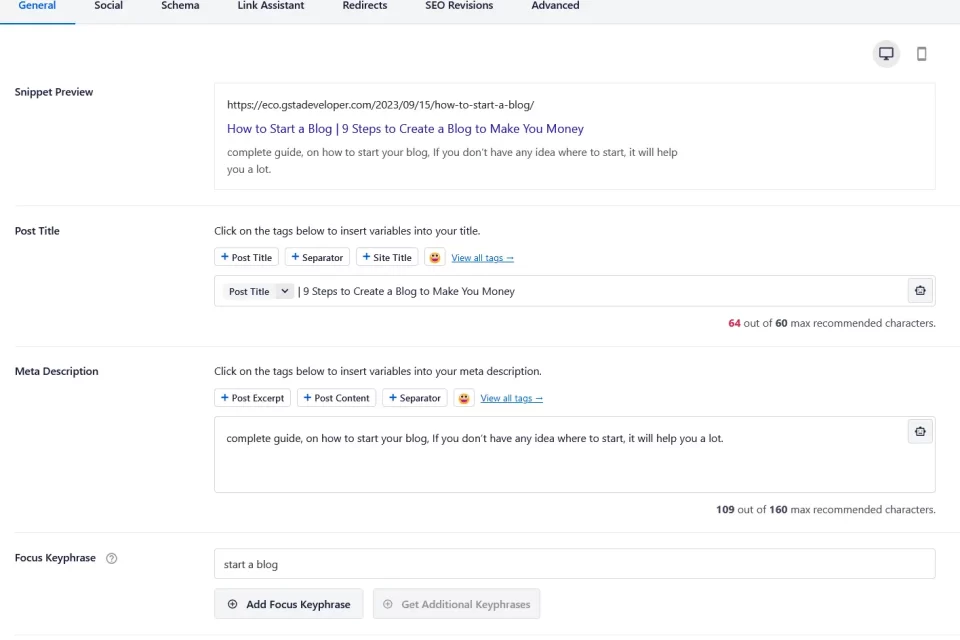 General Social Schema Link Assistant Redirects SEO Revisions Advanced
Snippet Preview
https://eco.gstadeveloper.com/2023/09/15/how-to-start-a-blog/
How to Start a Blog | 9 Steps to Create a Blog to Make You Money
complete guide, on how to start your blog, If you don't have any idea where to start, it will help
you a lot.
Post Title
Click on the tags below to insert variables into your title.
+ Post Title + Separator + Site Title View all tags →
Post Title | 9 Steps to Create a Blog to Make You Money
64 out of 60 max recommended characters.
Meta Description
Click on the tags below to insert variables into your meta description.
+ Post Excerpt + Post Content + Separator View all tags →
complete guide, on how to start your blog, If you don't have any idea where to start, it will help you a lot.
109 out of 160 max recommended characters.
Focus Keyphrase ?
start a blog
Add Focus Keyphrase Get Additional Keyphrases